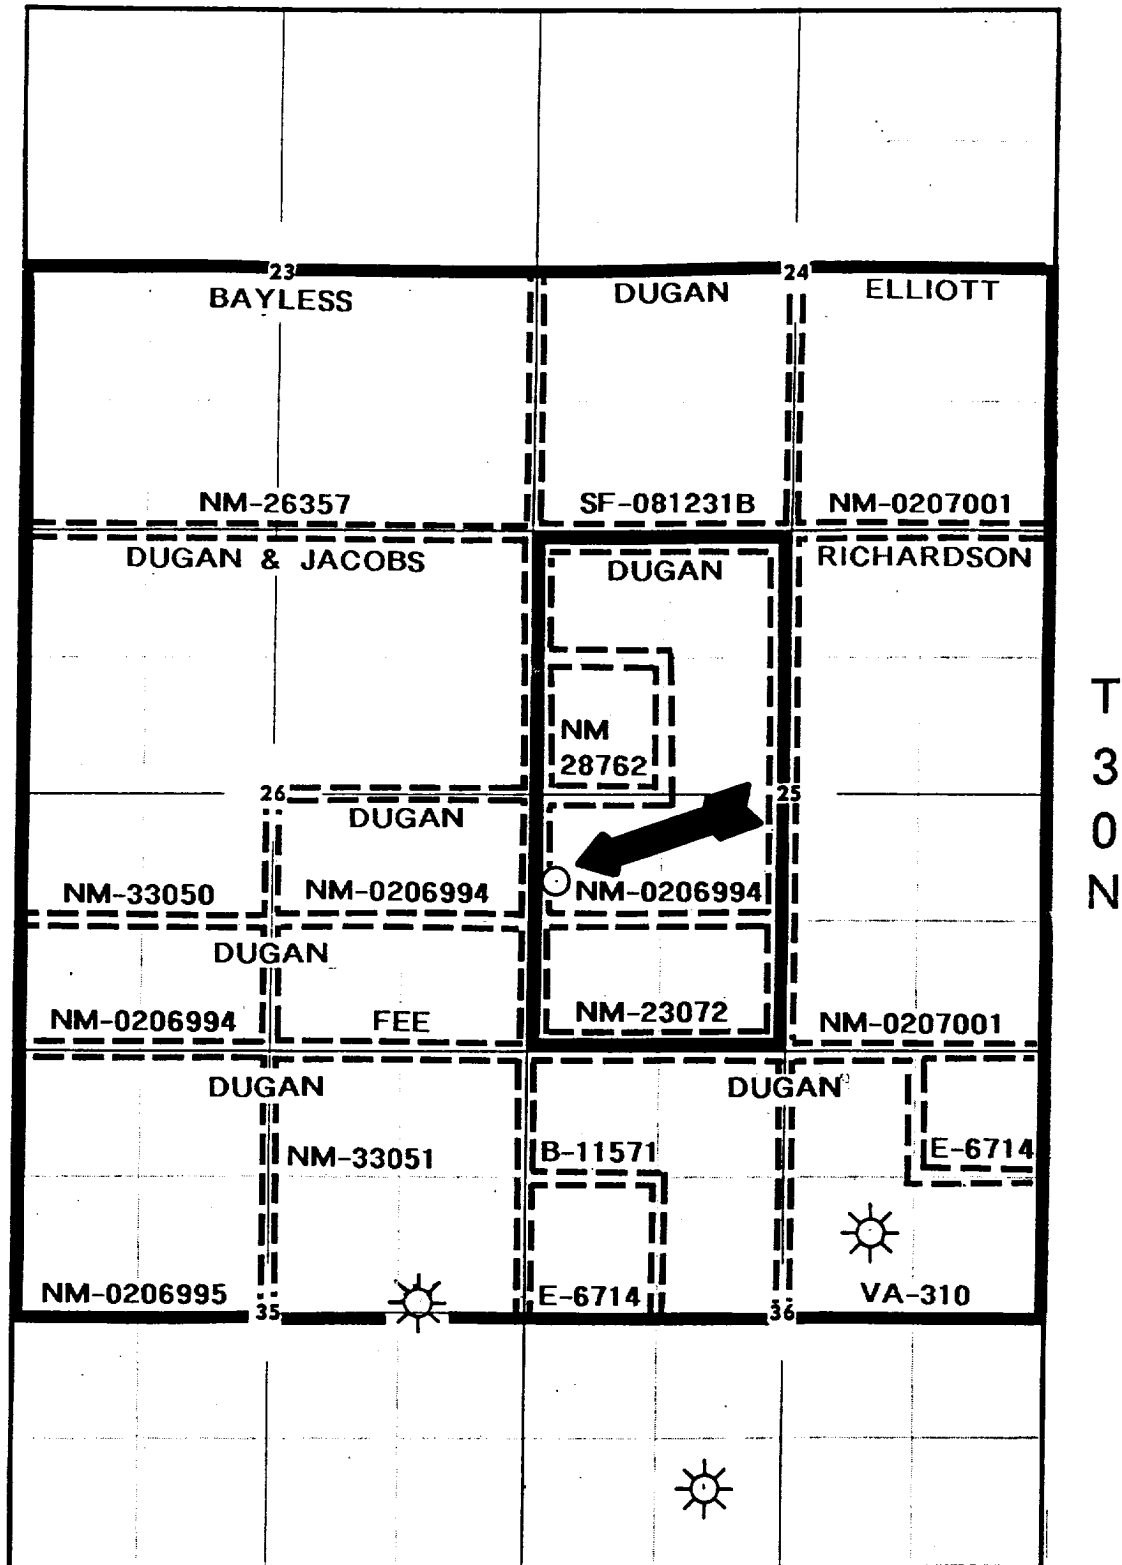 23
24
BAYLESS
DUGAN
ELLIOTT
NM-26357
SF-081231B
NM-0207001
DUGAN & JACOBS
DUGAN
RICHARDSON
T
30
N
NM
28762
26
25
DUGAN
NM-33050
NM-0206994
NM-0206994
DUGAN
NM-0206994
FEE
NM-23072
NM-0207001
DUGAN
DUGAN
NM-33051
B-11571
E-6714
NM-0206995
E-6714
VA-310
35
36